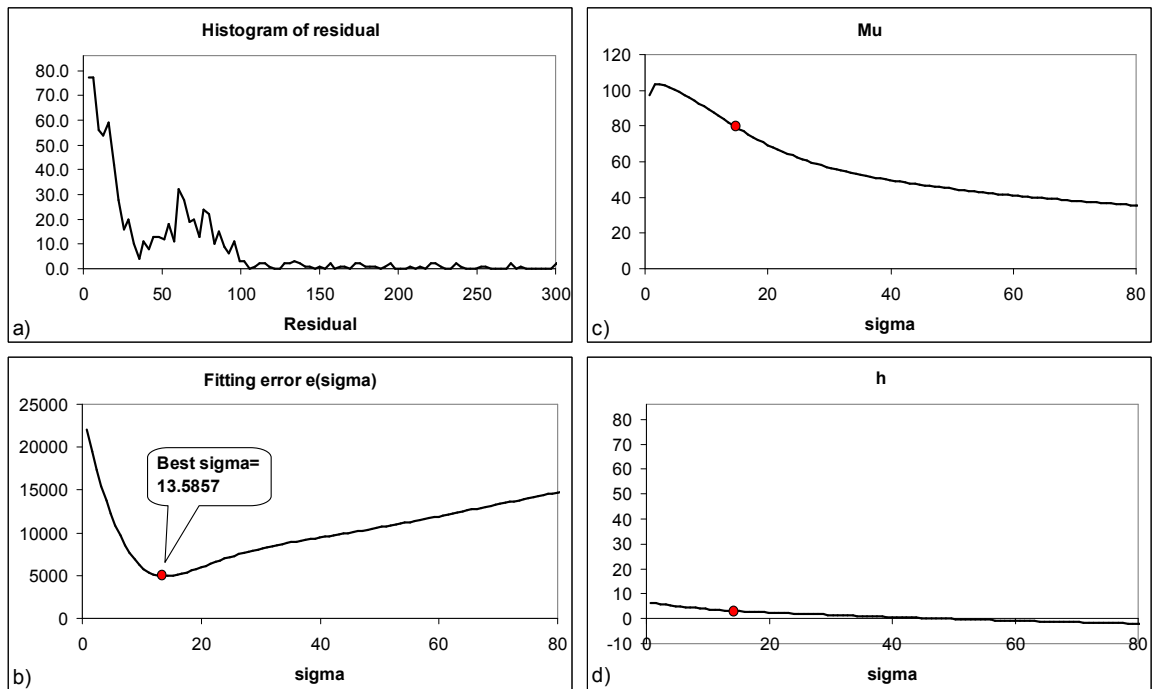 Histogram of residual
80.0
70.0
60.0
50.0
40.0
30.0
20.0
10.0
0.0
0 50 100 150 200 250 300
Residual
a)
Mu
120
100
80
60
40
20
0
0 20 40 60 80
sigma
c)
Fitting error e(sigma)
25000
20000
15000
10000
5000
0
Best sigma=
13.5857
0 20 40 60 80
sigma
b)
h
80
70
60
50
40
30
20
10
0
-10
0 20 40 60 80
sigma
d)